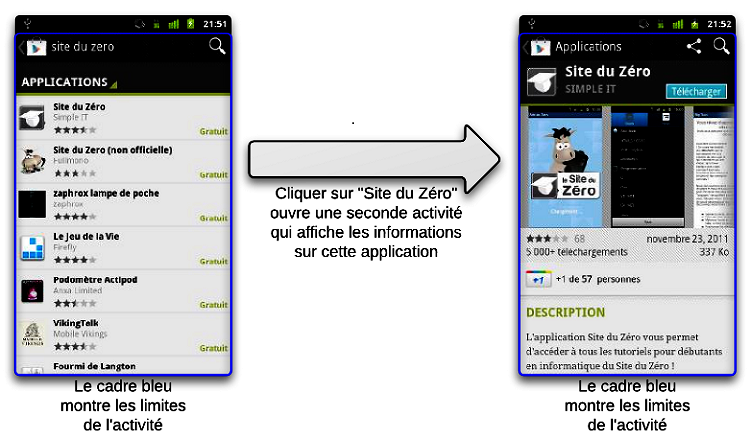 21:51
site du zero
APPLICATIONS
Site du Zéro
Simple IT
Gratuit
Site du Zéro (non officielle)
Fulimono
Gratuit
zaphrox lampe de poche
zephrox
Gratuit
Le Jeu de la Vie
Firefly
Gratuit
Podomètre Actipod
Anxa Limited
Gratuit
VikingTalk
Mobile Vikings
Gratuit
Fourmi de Langton
Le cadre bleu
montre les limites
de l'activité
Cliquer sur "Site du Zéro"
ouvre une seconde activité
qui affiche les informations
sur cette application
21:52
Applications
Site du Zéro
SIMPLE IT
Télécharger
le Site du
Zéro
Chargement...
68
novembre 23, 2011
5 000+ téléchargements
337 Ko
+1
+1 de 57 personnes
DESCRIPTION
L'application Site du Zéro vous permet
d'accéder à tous les tutoriels pour débutants
en informatique du Site du Zéro !
Le cadre bleu
montre les limites
de l'activité